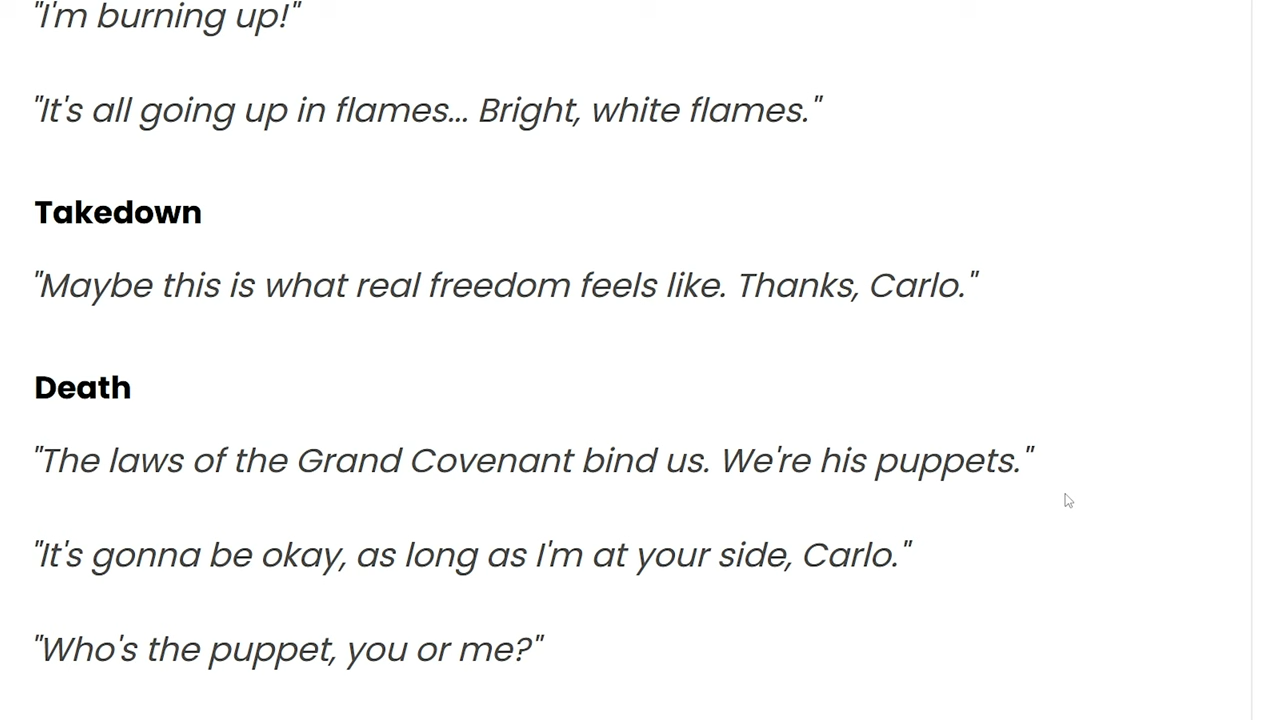 "I'm burning up!"
"It's all going up in flames... Bright, white flames."
Takedown
"Maybe this is what real freedom feels like. Thanks, Carlo."
Death
"The laws of the Grand Covenant bind us. We're his puppets."
"It's gonna be okay, as long as I'm at your side, Carlo."
"Who's the puppet, you or me?"